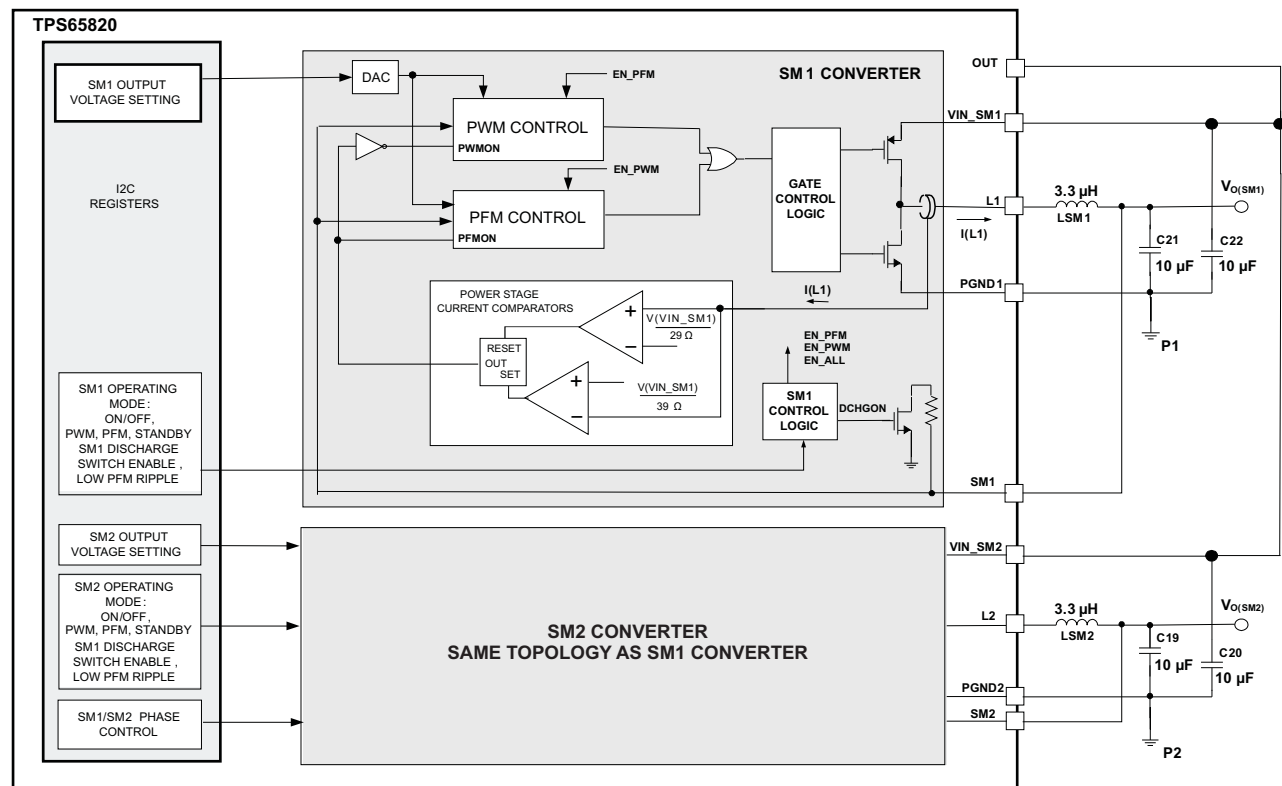 TPS65820
SM1 OUTPUT
VOLTAGE SETTING
I2C
REGISTERS
SM1 OPERATING
MODE:
ON/OFF,
PWM, PFM, STANDBY
SM1 DISCHARGE
SWITCH ENABLE ,
LOW PFM RIPPLE
SM2 OUTPUT
VOLTAGE SETTING
SM2 OPERATING
MODE:
ON/OFF,
PWM, PFM, STANDBY
SM1 DISCHARGE
SWITCH ENABLE ,
LOW PFM RIPPLE
SM1/SM2 PHASE
CONTROL
DAC
EN_PFM
SM1 CONVERTER
PWM CONTROL
PWMON
EN_PWM
PFM CONTROL
PFMON
GATE
CONTROL
LOGIC
POWER STAGE
CURRENT COMPARATORS
I(L1)
+
−
V(VIN_SM1)
29 Ω
RESET
OUT
SET
+
−
V(VIN_SM1)
39 Ω
EN_PFM
EN_PWM
EN_ALL
SM1
CONTROL
LOGIC
DCHGON
SM2 CONVERTER
SAME TOPOLOGY AS SM1 CONVERTER
OUT
VIN_SM1
L1
I(L1)
PGND1
SM1
VIN_SM2
L2
PGND2
SM2
3.3 µH
LSM1
VO(SM1)
C21
10 µF
C22
10 µF
P1
3.3 µH
LSM2
VO(SM2)
C19
10 µF
C20
10 µF
P2